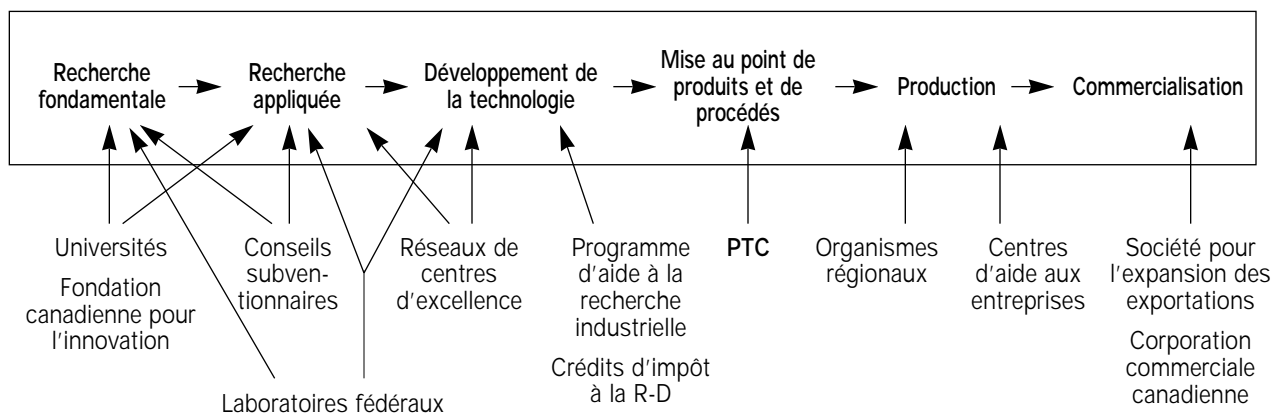 Recherche
fondamentale
Recherche
appliquée
Développement de
la technologie
Mise au point de
produits et de
procédés
Production
Commercialisation
Universités
Fondation
canadienne pour
l'innovation
Conseils
subven-
tionnaires
Réseaux de
centres
d'excellence
Programme
d'aide à la
recherche
industrielle
Crédits d'impôt
à la R-D
PTC
Organismes
régionaux
Centres
d'aide aux
entreprises
Société pour
l'expansion des
exportations
Corporation
commerciale
canadienne
Laboratoires fédéraux